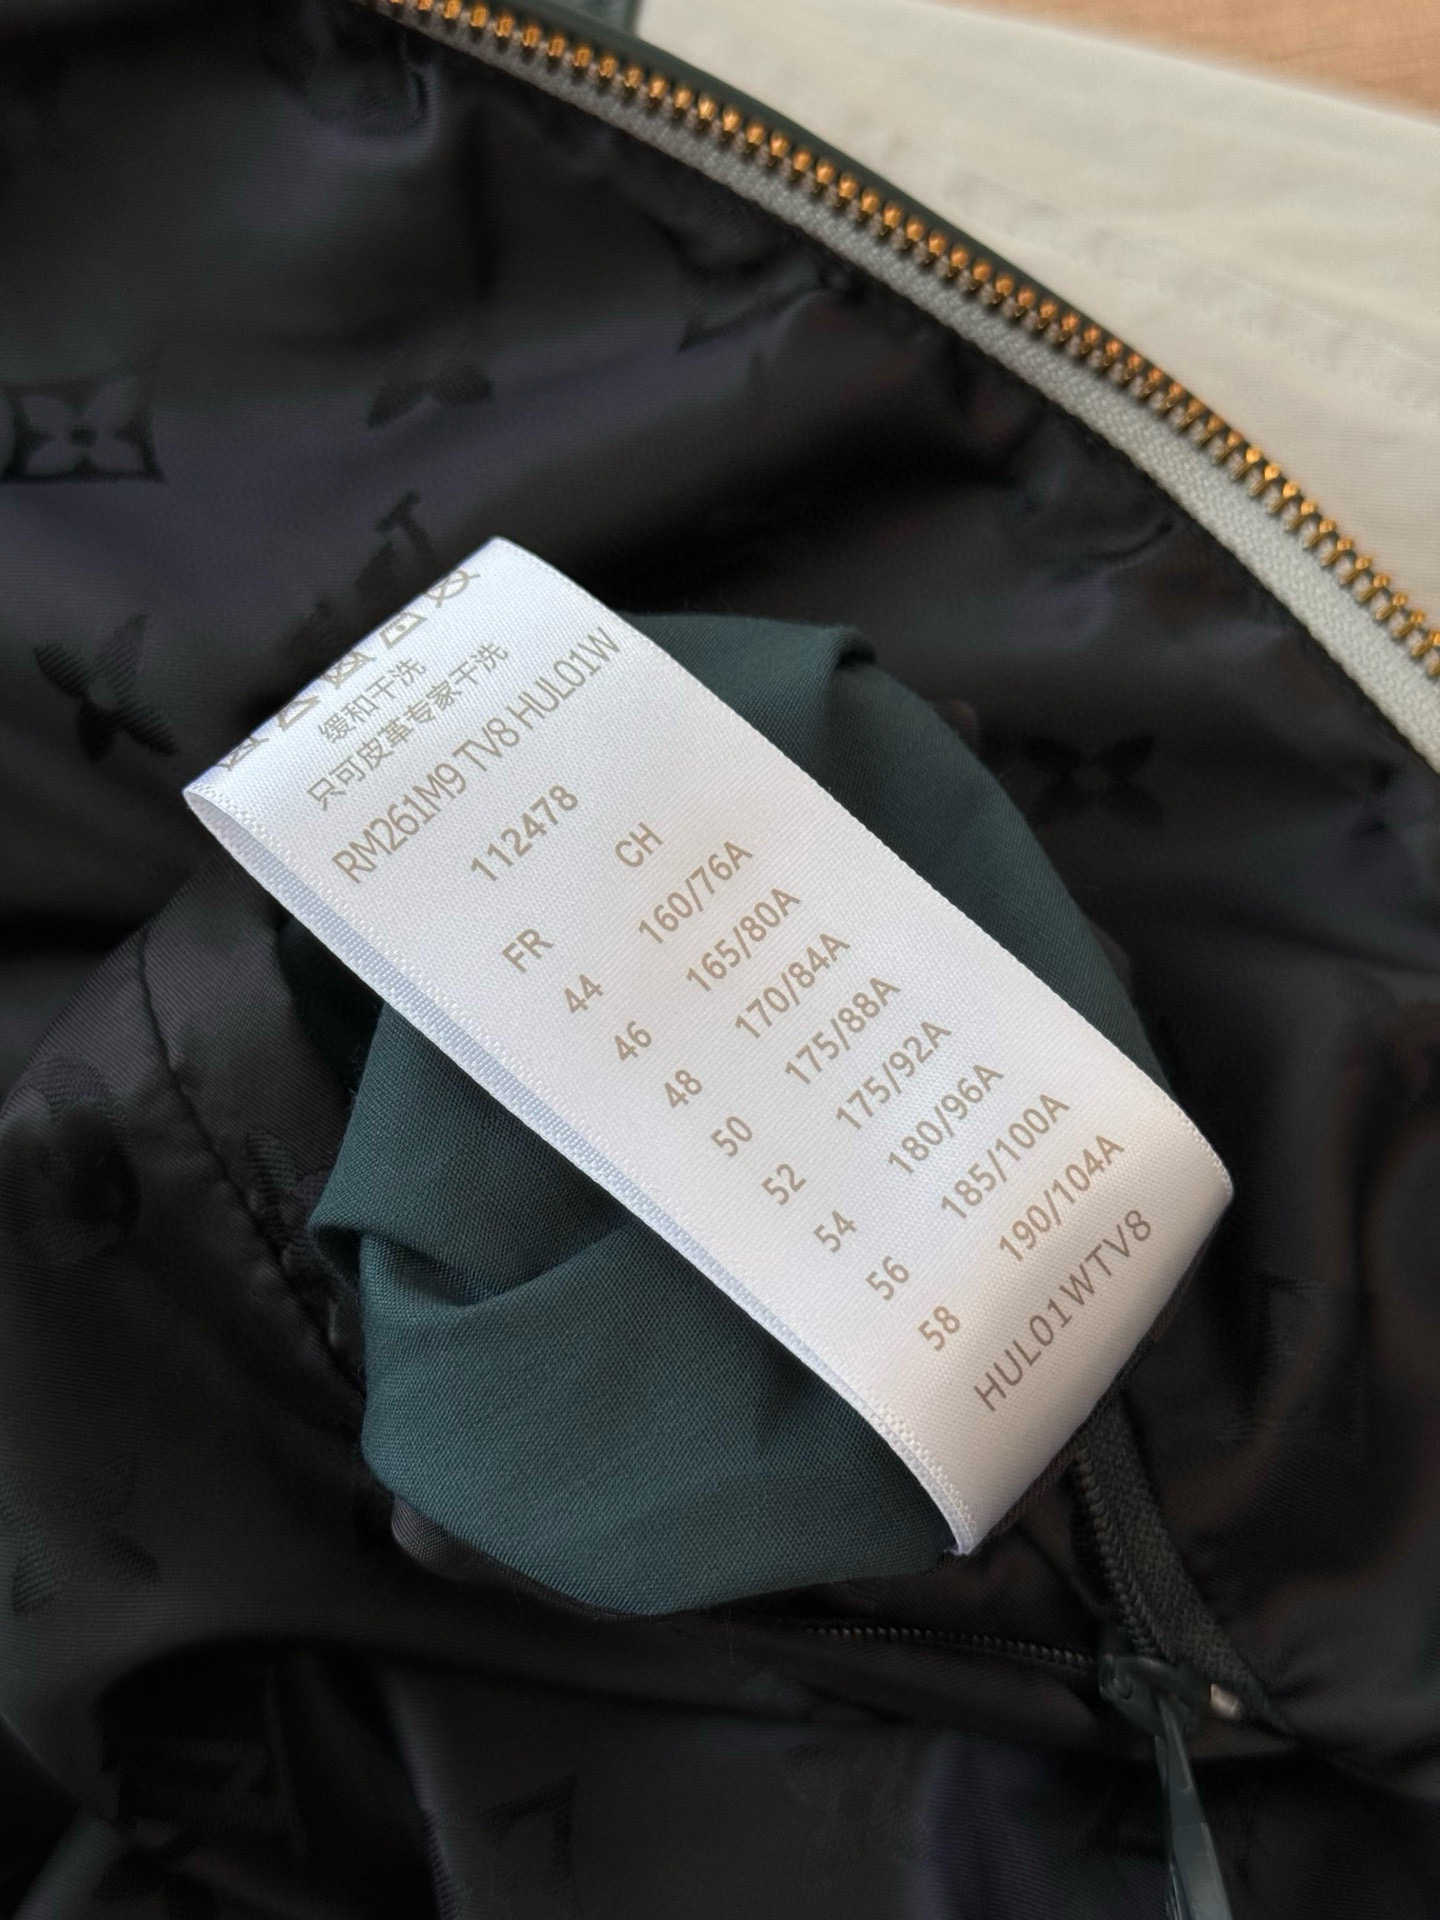 缓和干洗
只可皮革专家干洗
RM261M9 TV8 HUL01W
112478
FR CH
44 160/76A
46 165/80A
48 170/84A
50 175/88A
52 175/92A
54 180/96A
56 185/100A
58 190/104A
HUL01WTV8